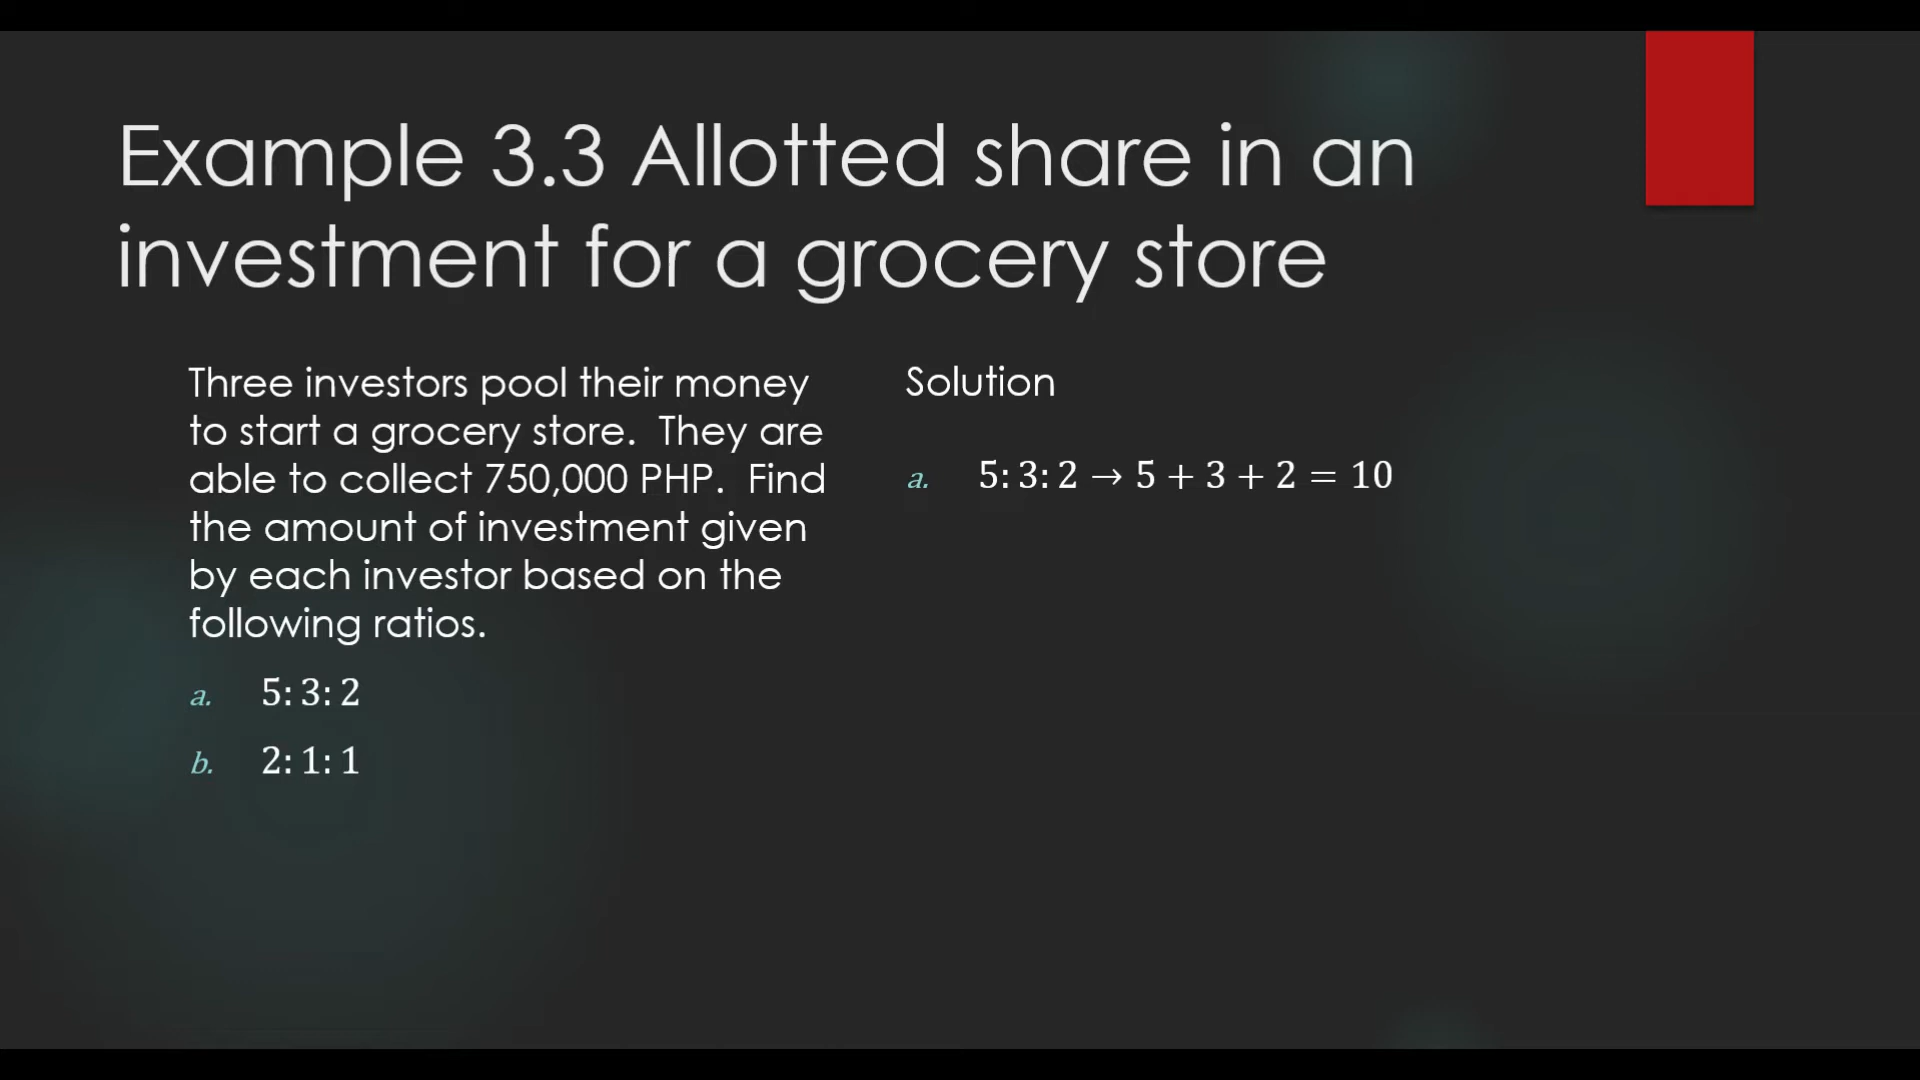 Example 3.3 Allotted share in an
investment for a grocery store
Three investors pool their money
to start a grocery store. They are
able to collect 750,000 PHP. Find
the amount of investment given
by each investor based on the
following ratios.
a. 5: 3: 2
b. 2: 1: 1
Solution
a. 5: 3: 2 → 5 + 3 + 2 = 10